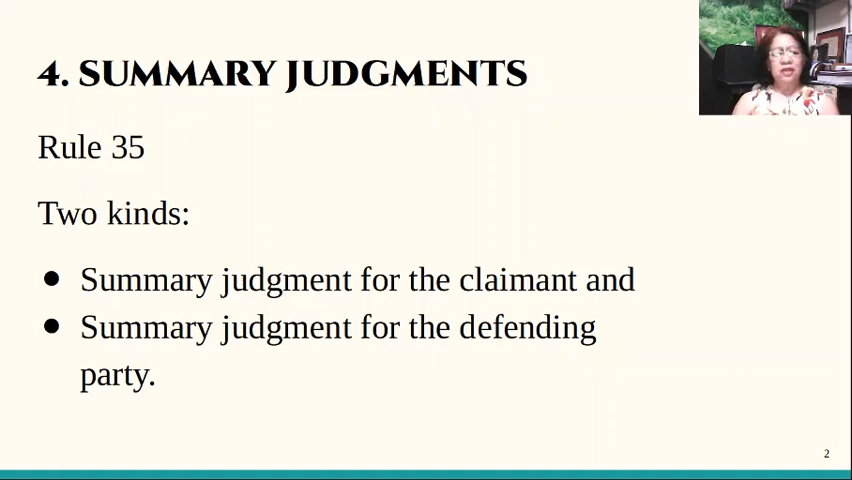 4. SUMMARY JUDGMENTS
Rule 35
Two kinds:
● Summary judgment for the claimant and
● Summary judgment for the defending
party.
2